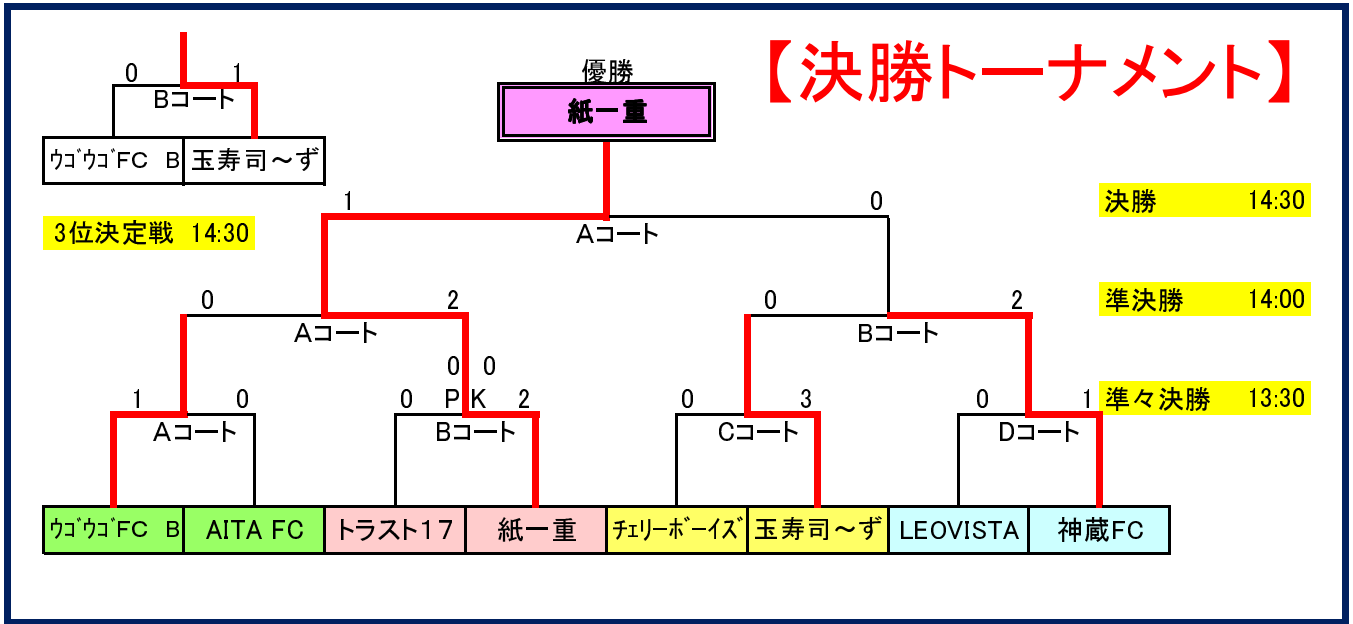 【決勝トーナメント】
0 1
Bコート
ｳｺﾞｳｺﾞFC B 玉寿司～ず
3位決定戦 14:30
優勝
紙一重
1 0
Aコート
決勝 14:30
0 2
Aコート
0 2
Bコート
準決勝 14:00
0 0
1 0
Aコート
0 PK 2
Bコート
0 3
Cコート
0 1
Dコート
準々決勝 13:30
ｳｺﾞｳｺﾞFC B AITA FC トラスト17 紙一重 ﾁｪﾘｰﾎﾞｰｲｽﾞ 玉寿司～ず LEOVISTA 神蔵FC